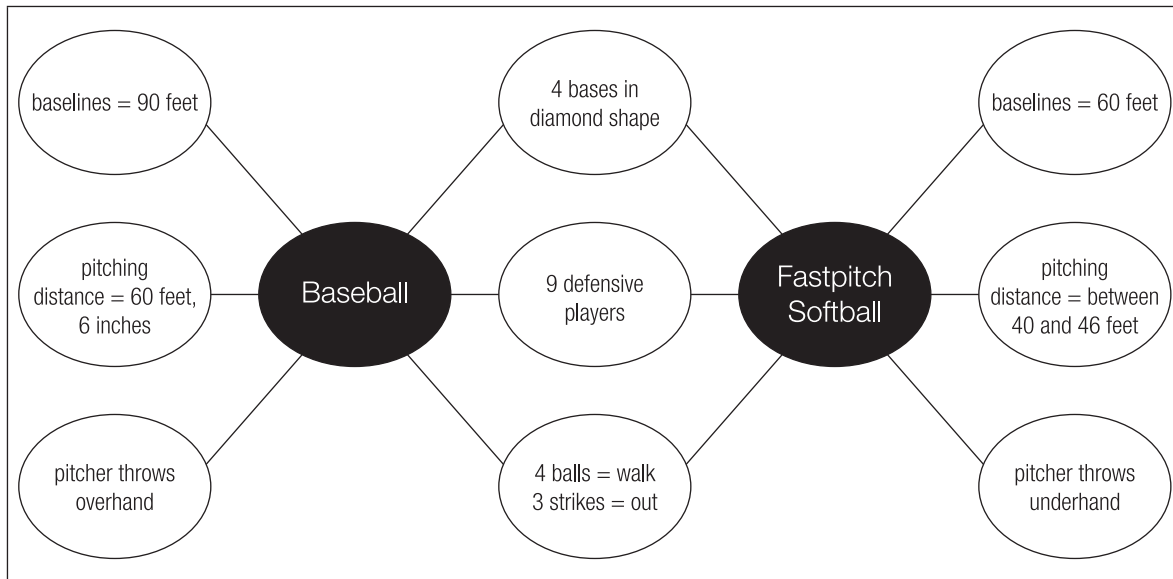 baselines = 90 feet
4 bases in
diamond shape
baselines = 60 feet
pitching
distance = 60 feet,
6 inches
Baseball
9 defensive
players
Fastpitch
Softball
pitching
distance = between
40 and 46 feet
pitcher throws
overhand
4 balls = walk
3 strikes = out
pitcher throws
underhand